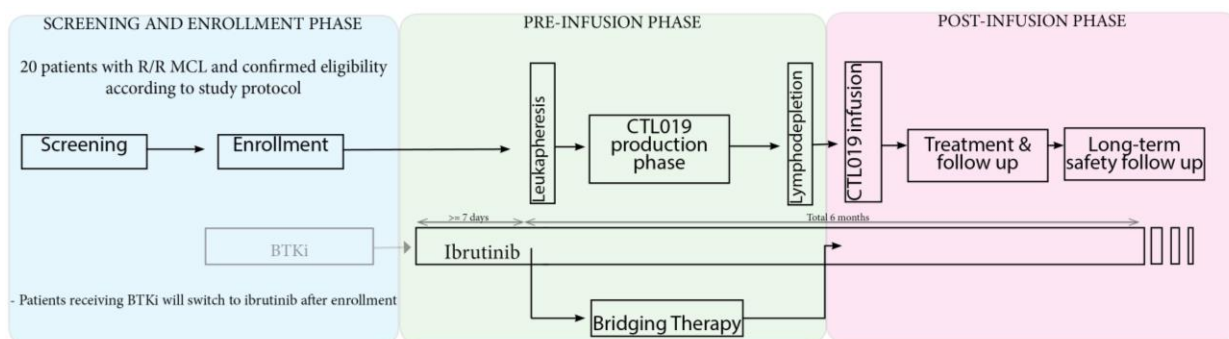 SCREENING AND ENROLLMENT PHASE
PRE-INFUSION PHASE
POST-INFUSION PHASE
20 patients with R/R MCL and confirmed eligibility
according to study protocol
Screening
Enrollment
Leukapheresis
CTL019
production
phase
Lymphodepletion
CTL019 infusion
Treatment &
follow up
Long-term
safety follow up
>= 7 days
Total 6 months
BTKi
Ibrutinib
- Patients receiving BTKi will switch to ibrutinib after enrollment
Bridging Therapy